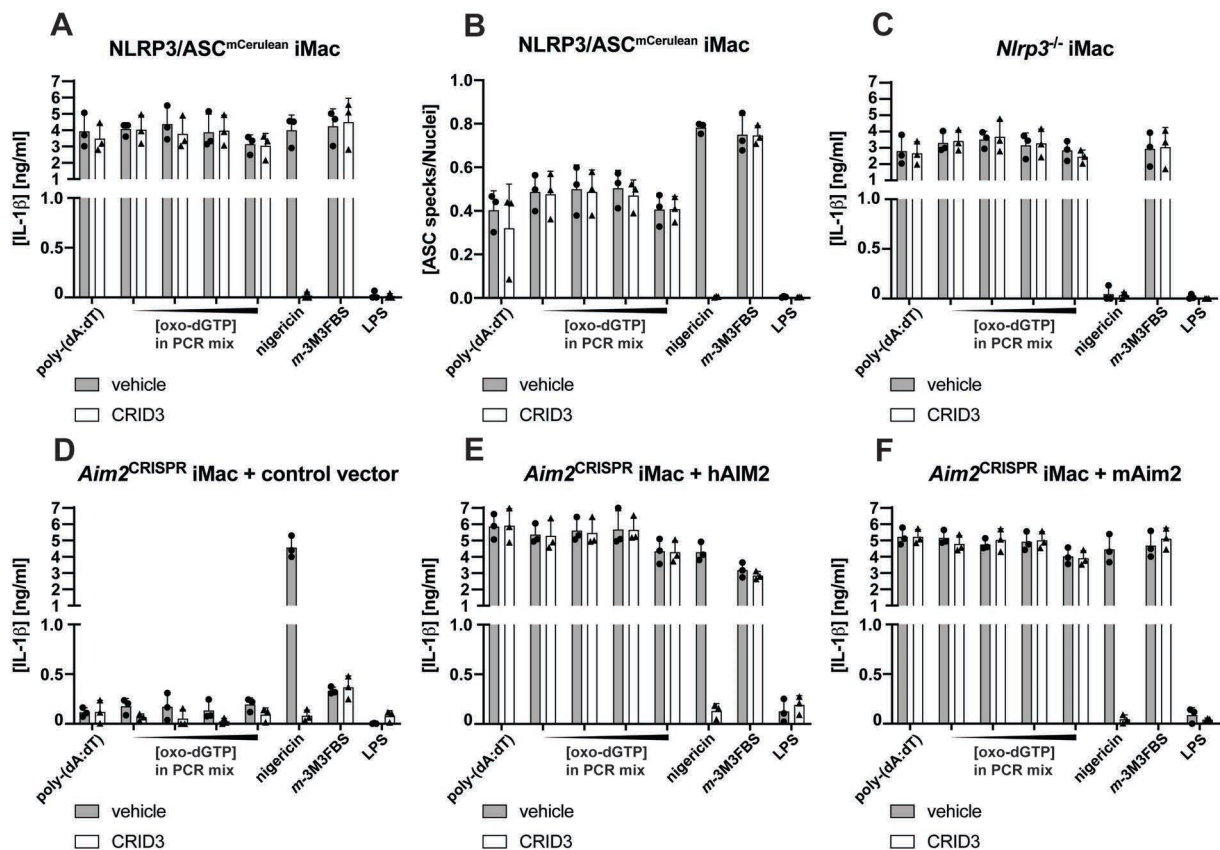 A
NLRP3/ASCmCerulean iMac
[IL-1β] [ng/ml]
7
6
5
4
3
2
1
1.0
0.5
0
poly-(dA:dT)
[oxo-dGTP]
in PCR mix
nigericin
m-3M3FBS
LPS
vehicle
CRID3
B
NLRP3/ASCmCerulean iMac
[ASC specks/Nuclei]
1.0
0.8
0.6
0.4
0.2
0.0
poly-(dA:dT)
[oxo-dGTP]
in PCR mix
nigericin
m-3M3FBS
LPS
vehicle
CRID3
C
Nlrp3-/- iMac
[IL-1β] [ng/ml]
7
6
5
4
3
2
1
1.0
0.5
0
poly-(dA:dT)
[oxo-dGTP]
in PCR mix
nigericin
m-3M3FBS
LPS
vehicle
CRID3
D
Aim2CRISPR iMac + control vector
[IL-1β] [ng/ml]
7
6
5
4
3
2
1
1.0
0.5
0
poly-(dA:dT)
[oxo-dGTP]
in PCR mix
nigericin
m-3M3FBS
LPS
vehicle
CRID3
E
Aim2CRISPR iMac + hAIM2
[IL-1β] [ng/ml]
7
6
5
4
3
2
1
1.0
0.5
0
poly-(dA:dT)
[oxo-dGTP]
in PCR mix
nigericin
m-3M3FBS
LPS
vehicle
CRID3
F
Aim2CRISPR iMac + mAim2
[IL-1β] [ng/ml]
7
6
5
4
3
2
1
1.0
0.5
0
poly-(dA:dT)
[oxo-dGTP]
in PCR mix
nigericin
m-3M3FBS
LPS
vehicle
CRID3